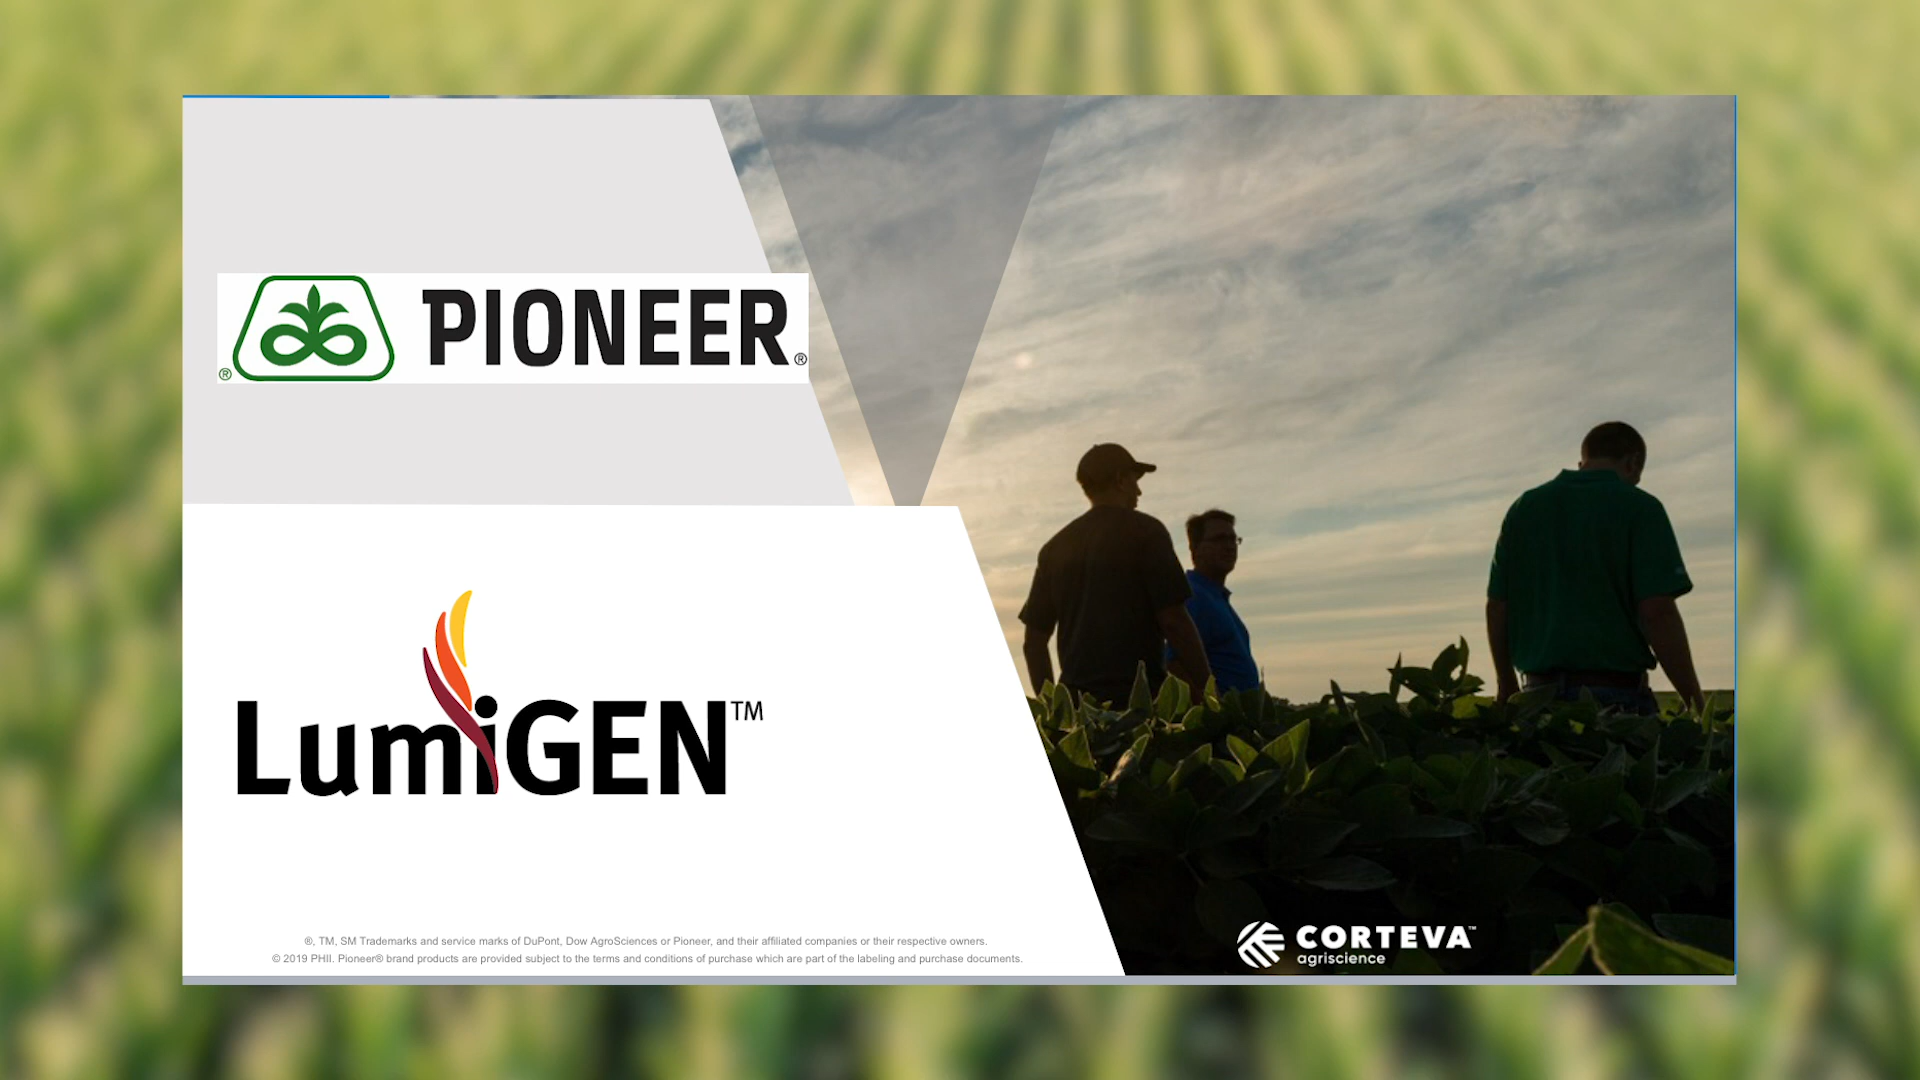 PIONEER®
®
LumiGEN™
®, TM, SM Trademarks and service marks of DuPont, Dow AgroSciences or Pioneer, and their affiliated companies or their respective owners.
© 2019 PHII. Pioneer® brand products are provided subject to the terms and conditions of purchase which are part of the labeling and purchase documents.
CORTEVA™
agriscience